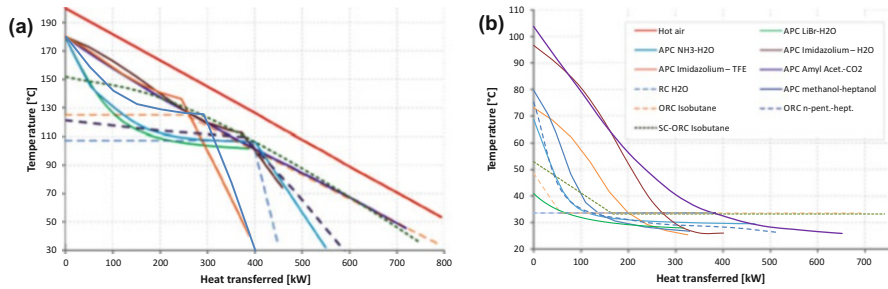 (a)
Temperature [°C]
190
170
150
130
110
90
70
50
30
0 100 200 300 400 500 600 700 800
Heat transferred [kW]
(b)
Temperature [°C]
110
100
90
80
70
60
50
40
30
20
0 100 200 300 400 500 600 700
Heat transferred [kW]
Hot air APC LiBr-H2O
APC NH3-H2O APC Imidazolium – H2O
APC Imidazolium – TFE APC Amyl Acet.-CO2
RC H2O APC methanol-heptanol
ORC Isobutane ORC n-pent.-hept.
SC-ORC Isobutane